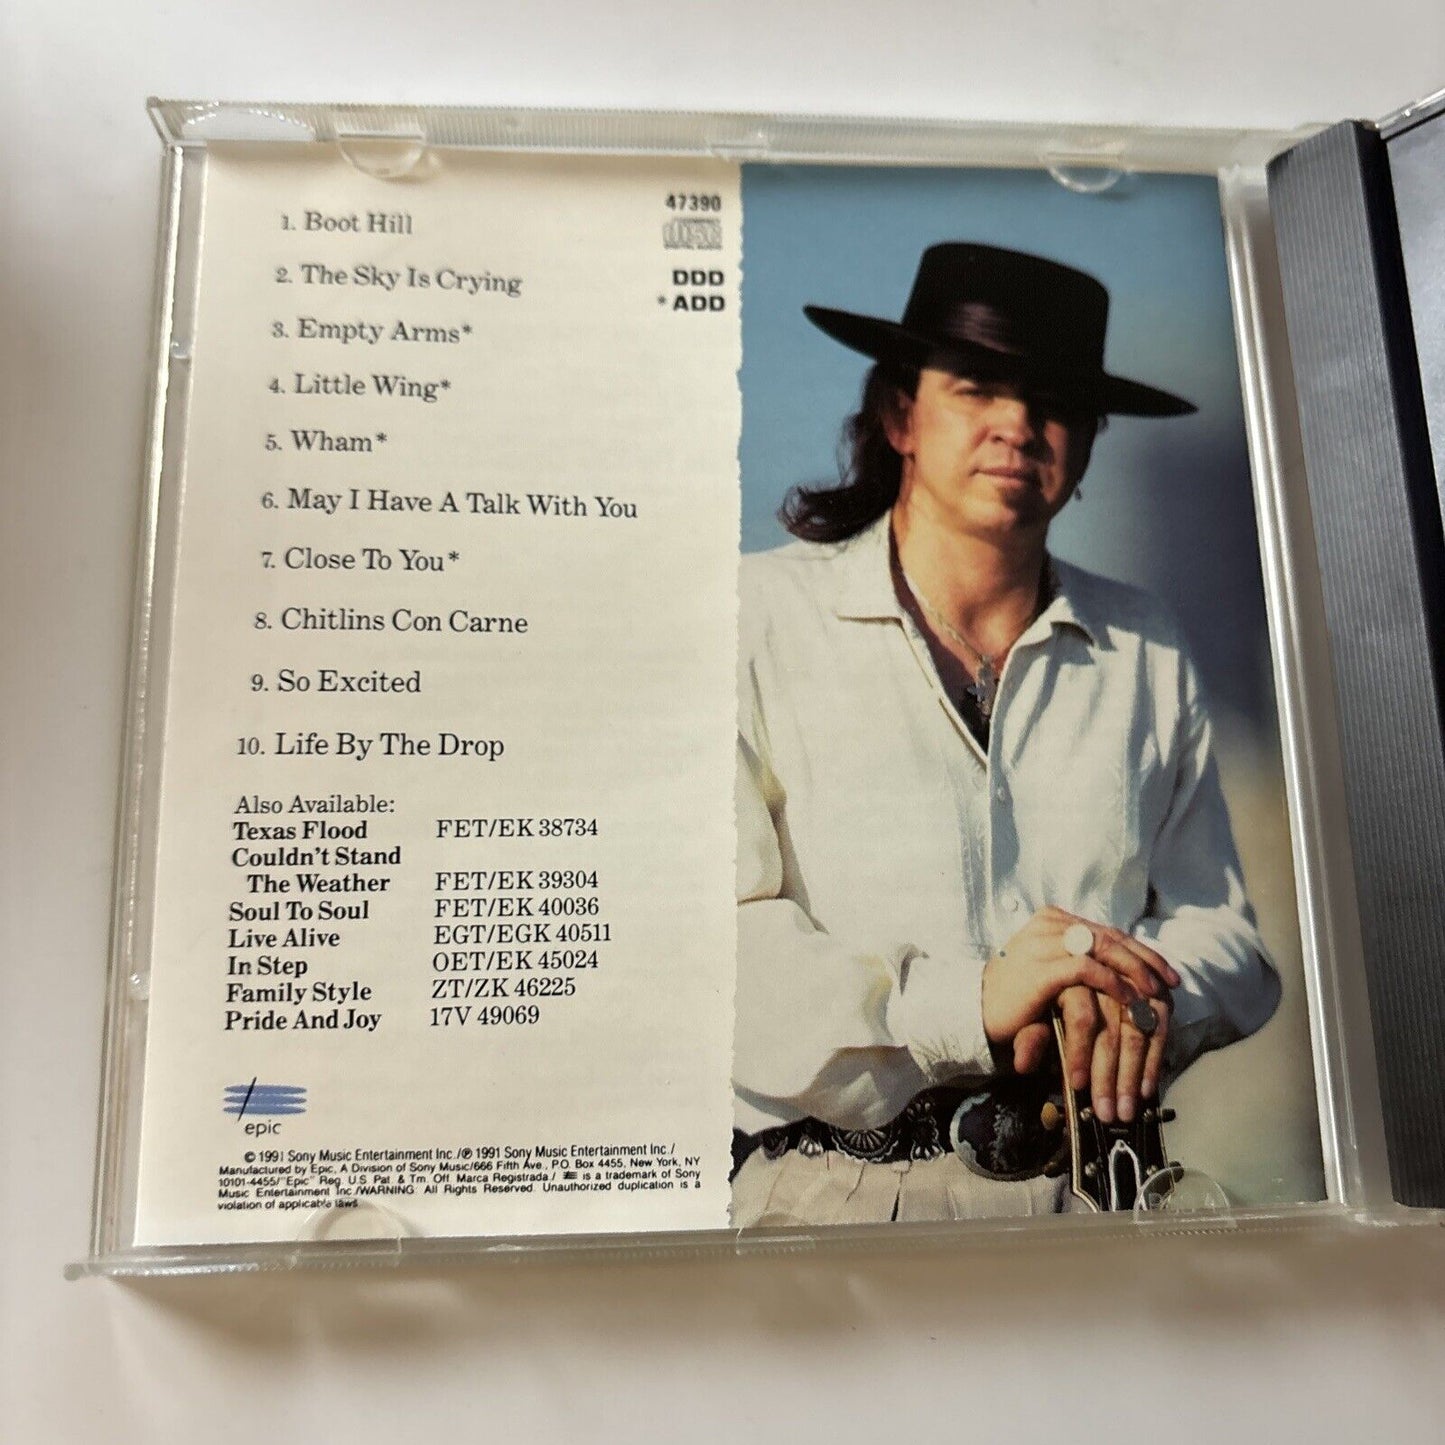 1. Boot Hill
2. The Sky Is Crying
3. Empty Arms*
4. Little Wing*
5. Wham*
6. May I Have A Talk With You
7. Close To You*
8. Chitlins Con Carne
9. So Excited
10. Life By The Drop
47390
DDD
*ADD
Also Available:
Texas Flood FET/EK 38734
Couldn't Stand
The Weather FET/EK 39304
Soul To Soul FET/EK 40036
Live Alive EGT/EGK 40511
In Step OET/EK 45024
Family Style ZT/ZK 46225
Pride And Joy 17V 49069
epic
© 1991 Sony Music Entertainment Inc./℗ 1991 Sony Music Entertainment Inc./
Manufactured by Epic, A Division of Sony Music/666 Fifth Ave., P.O. Box 4455, New York, NY
10101-4455/"Epic" Reg. U.S. Pat. & Tm. Off. Marca Registrada./ is a trademark of Sony
Music Entertainment Inc./WARNING: All Rights Reserved. Unauthorized duplication is a
violation of applicable laws.